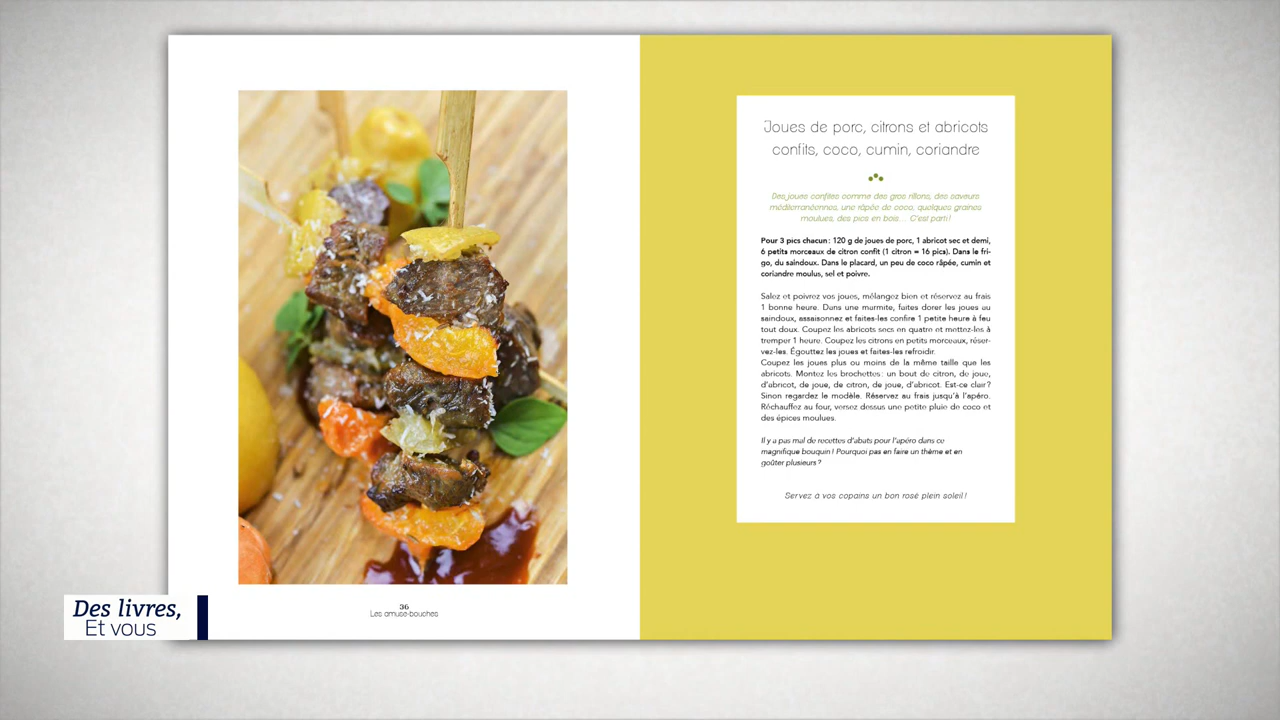 Joues de porc, citrons et abricots
confits, coco, cumin, coriandre
Des joues confites comme des gros rillons, des saveurs
méditerranéennes, une râpée de coco, quelques graines
moulues, des pics en bois... C'est parti !
Pour 3 pics chacun : 120 g de joues de porc, 1 abricot sec et demi,
6 petits morceaux de citron confit (1 citron = 16 pics). Dans le fri-
go, du saindoux. Dans le placard, un peu de coco râpée, cumin et
coriandre moulus, sel et poivre.
Salez et poivrez vos joues, mélangez bien et réservez au frais
1 bonne heure. Dans une marmite, faites dorer les joues au
saindoux, assaisonnez et faites-les confire 1 petite heure à feu
tout doux. Coupez les abricots secs en quatre et mettez-les à
tremper 1 heure. Coupez les citrons en petits morceaux, réser-
vez-les. Égouttez les joues et faites-les refroidir.
Coupez les joues plus ou moins de la même taille que les
abricots. Montez les brochettes : un bout de citron, de joue,
d'abricot, de joue, de citron, de joue, d'abricot. Est-ce clair ?
Sinon regardez le modèle. Réservez au frais jusqu'à l'apéro.
Réchauffez au four, versez dessus une petite pluie de coco et
des épices moulues.
Il y a pas mal de recettes d'abats pour l'apéro dans ce
magnifique bouquin ! Pourquoi pas en faire un thème et en
goûter plusieurs ?
Servez à vos copains un bon rosé plein soleil !
36
Les amuse-bouches
Des livres,
Et vous